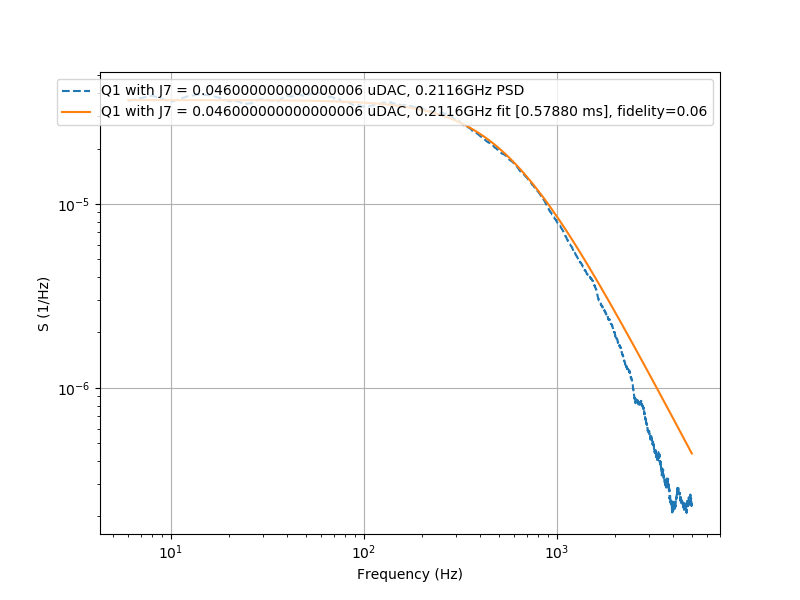 Q1 with J7 = 0.046000000000000006 uDAC, 0.2116GHz PSD
Q1 with J7 = 0.046000000000000006 uDAC, 0.2116GHz fit [0.57880 ms], fidelity=0.06
10⁻⁵
10⁻⁶
S (1/Hz)
10¹ 10² 10³
Frequency (Hz)